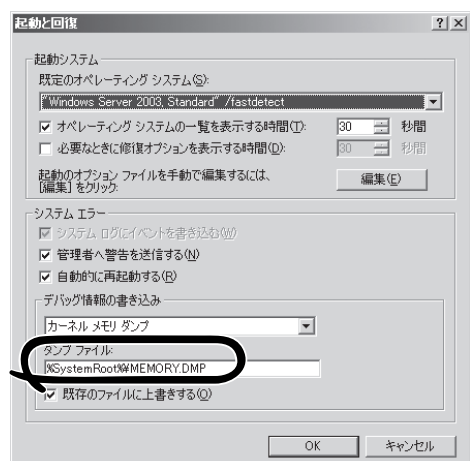 起動と回復
起動システム
既定のオペレーティング システム(S):
"Windows Server 2003, Standard" /fastdetect
オペレーティング システムの一覧を表示する時間(T): 30 秒間
必要なときに修復オプションを表示する時間(D): 30 秒間
起動のオプション ファイルを手動で編集するには、
[編集] をクリック: 編集(E)
システム エラー
システム ログにイベントを書き込む(W)
管理者へ警告を送信する(N)
自動的に再起動する(R)
デバッグ情報の書き込み
カーネル メモリ ダンプ
ダンプ ファイル:
%SystemRoot%¥MEMORY.DMP
既存のファイルに上書きする(O)
OK キャンセル